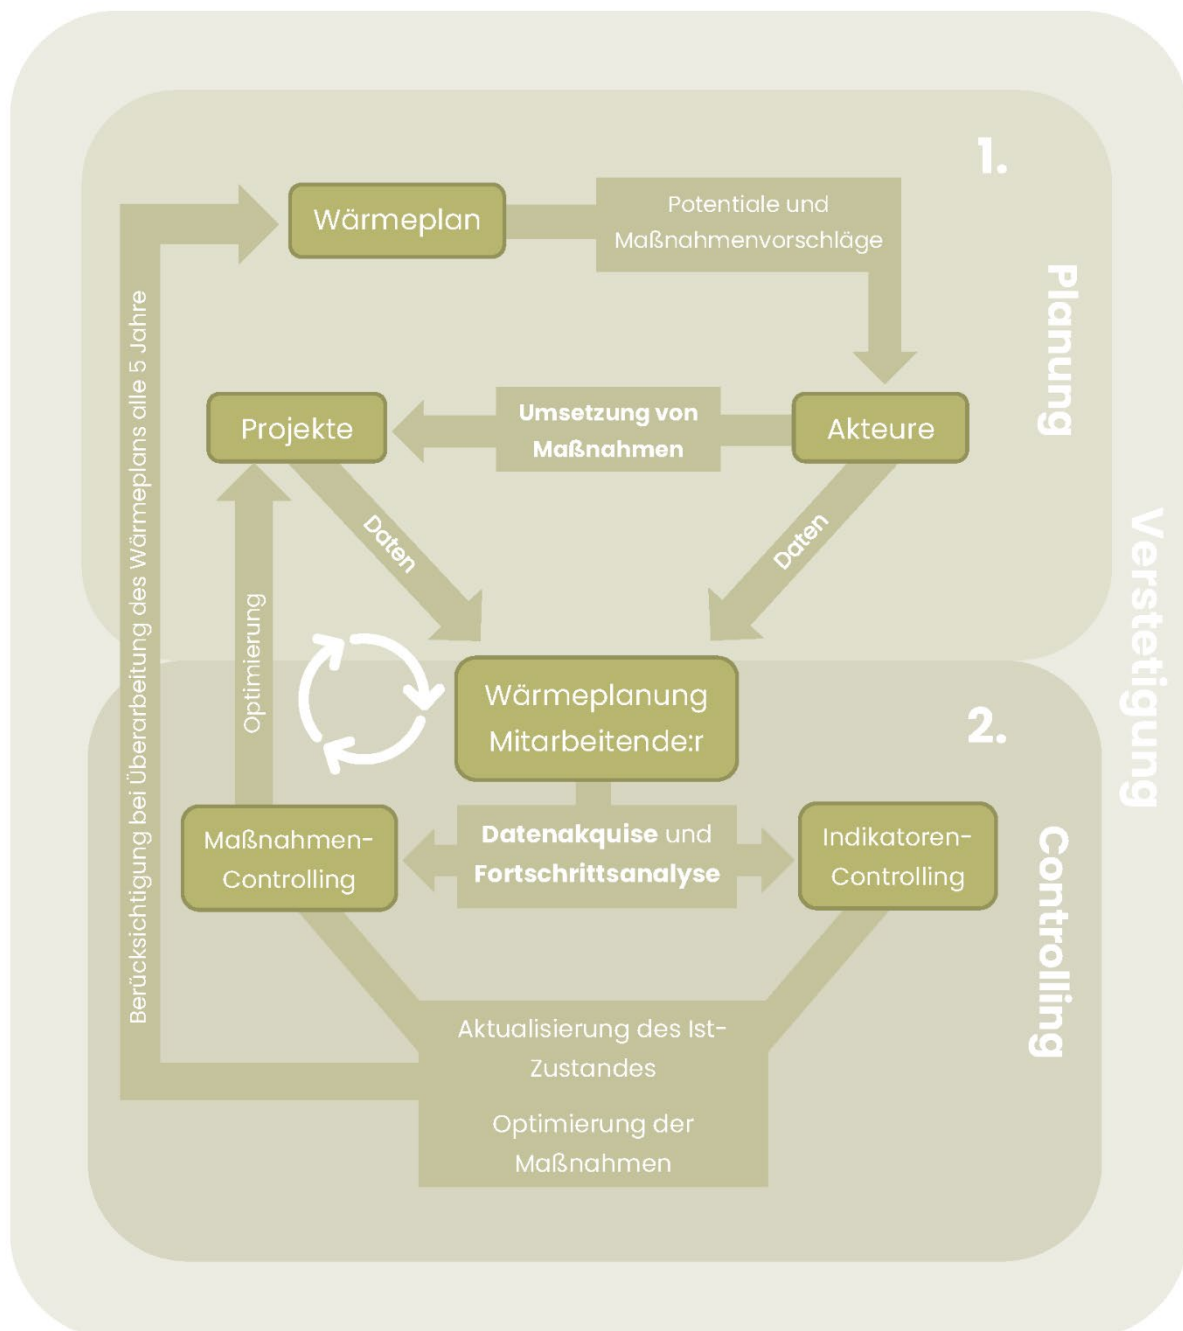 1.
Planung
Wärmeplan
Potentiale und
Maßnahmenvorschläge
Projekte
Umsetzung von
Maßnahmen
Akteure
Daten
Daten
Verstetigung
Berücksichtigung bei Überarbeitung des Wärmeplans alle 5 Jahre
Optimierung
Wärmeplanung
Mitarbeitende:r
2.
Controlling
Maßnahmen-
Controlling
Datenakquise und
Fortschrittsanalyse
Indikatoren-
Controlling
Aktualisierung des Ist-
Zustandes
Optimierung der
Maßnahmen